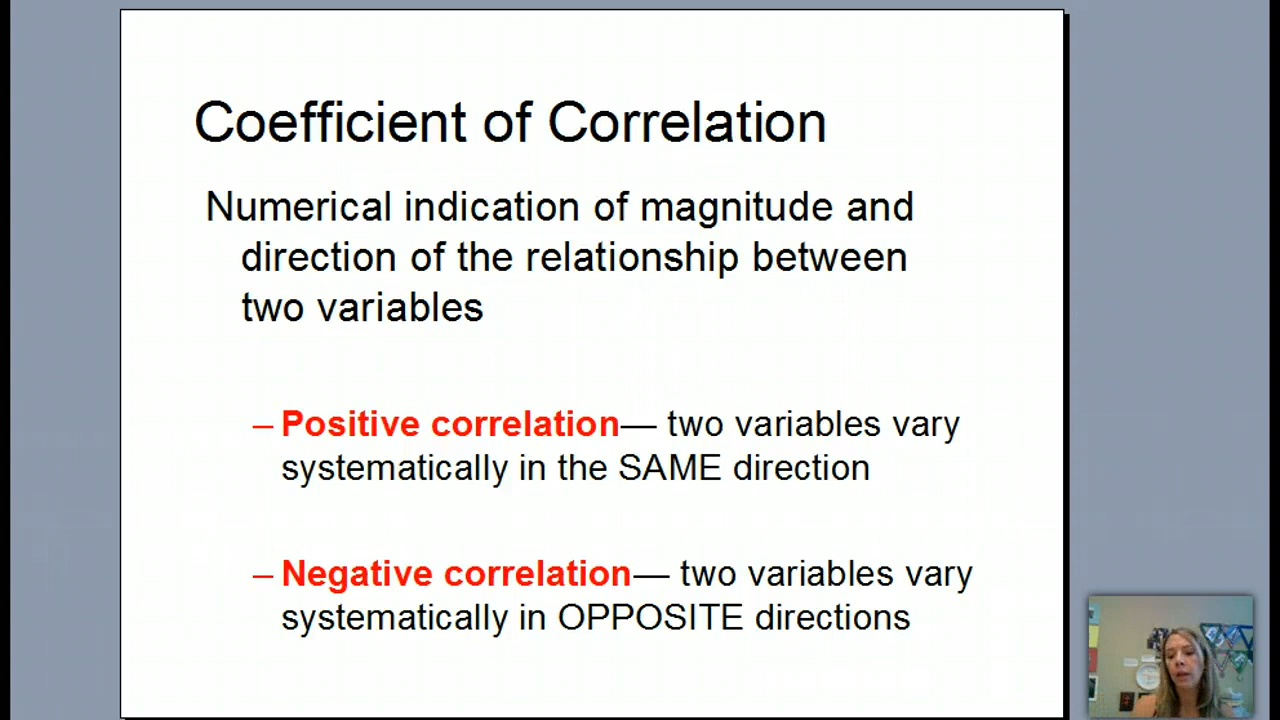 Coefficient of Correlation
Numerical indication of magnitude and
direction of the relationship between
two variables
– Positive correlation— two variables vary
systematically in the SAME direction
– Negative correlation— two variables vary
systematically in OPPOSITE directions